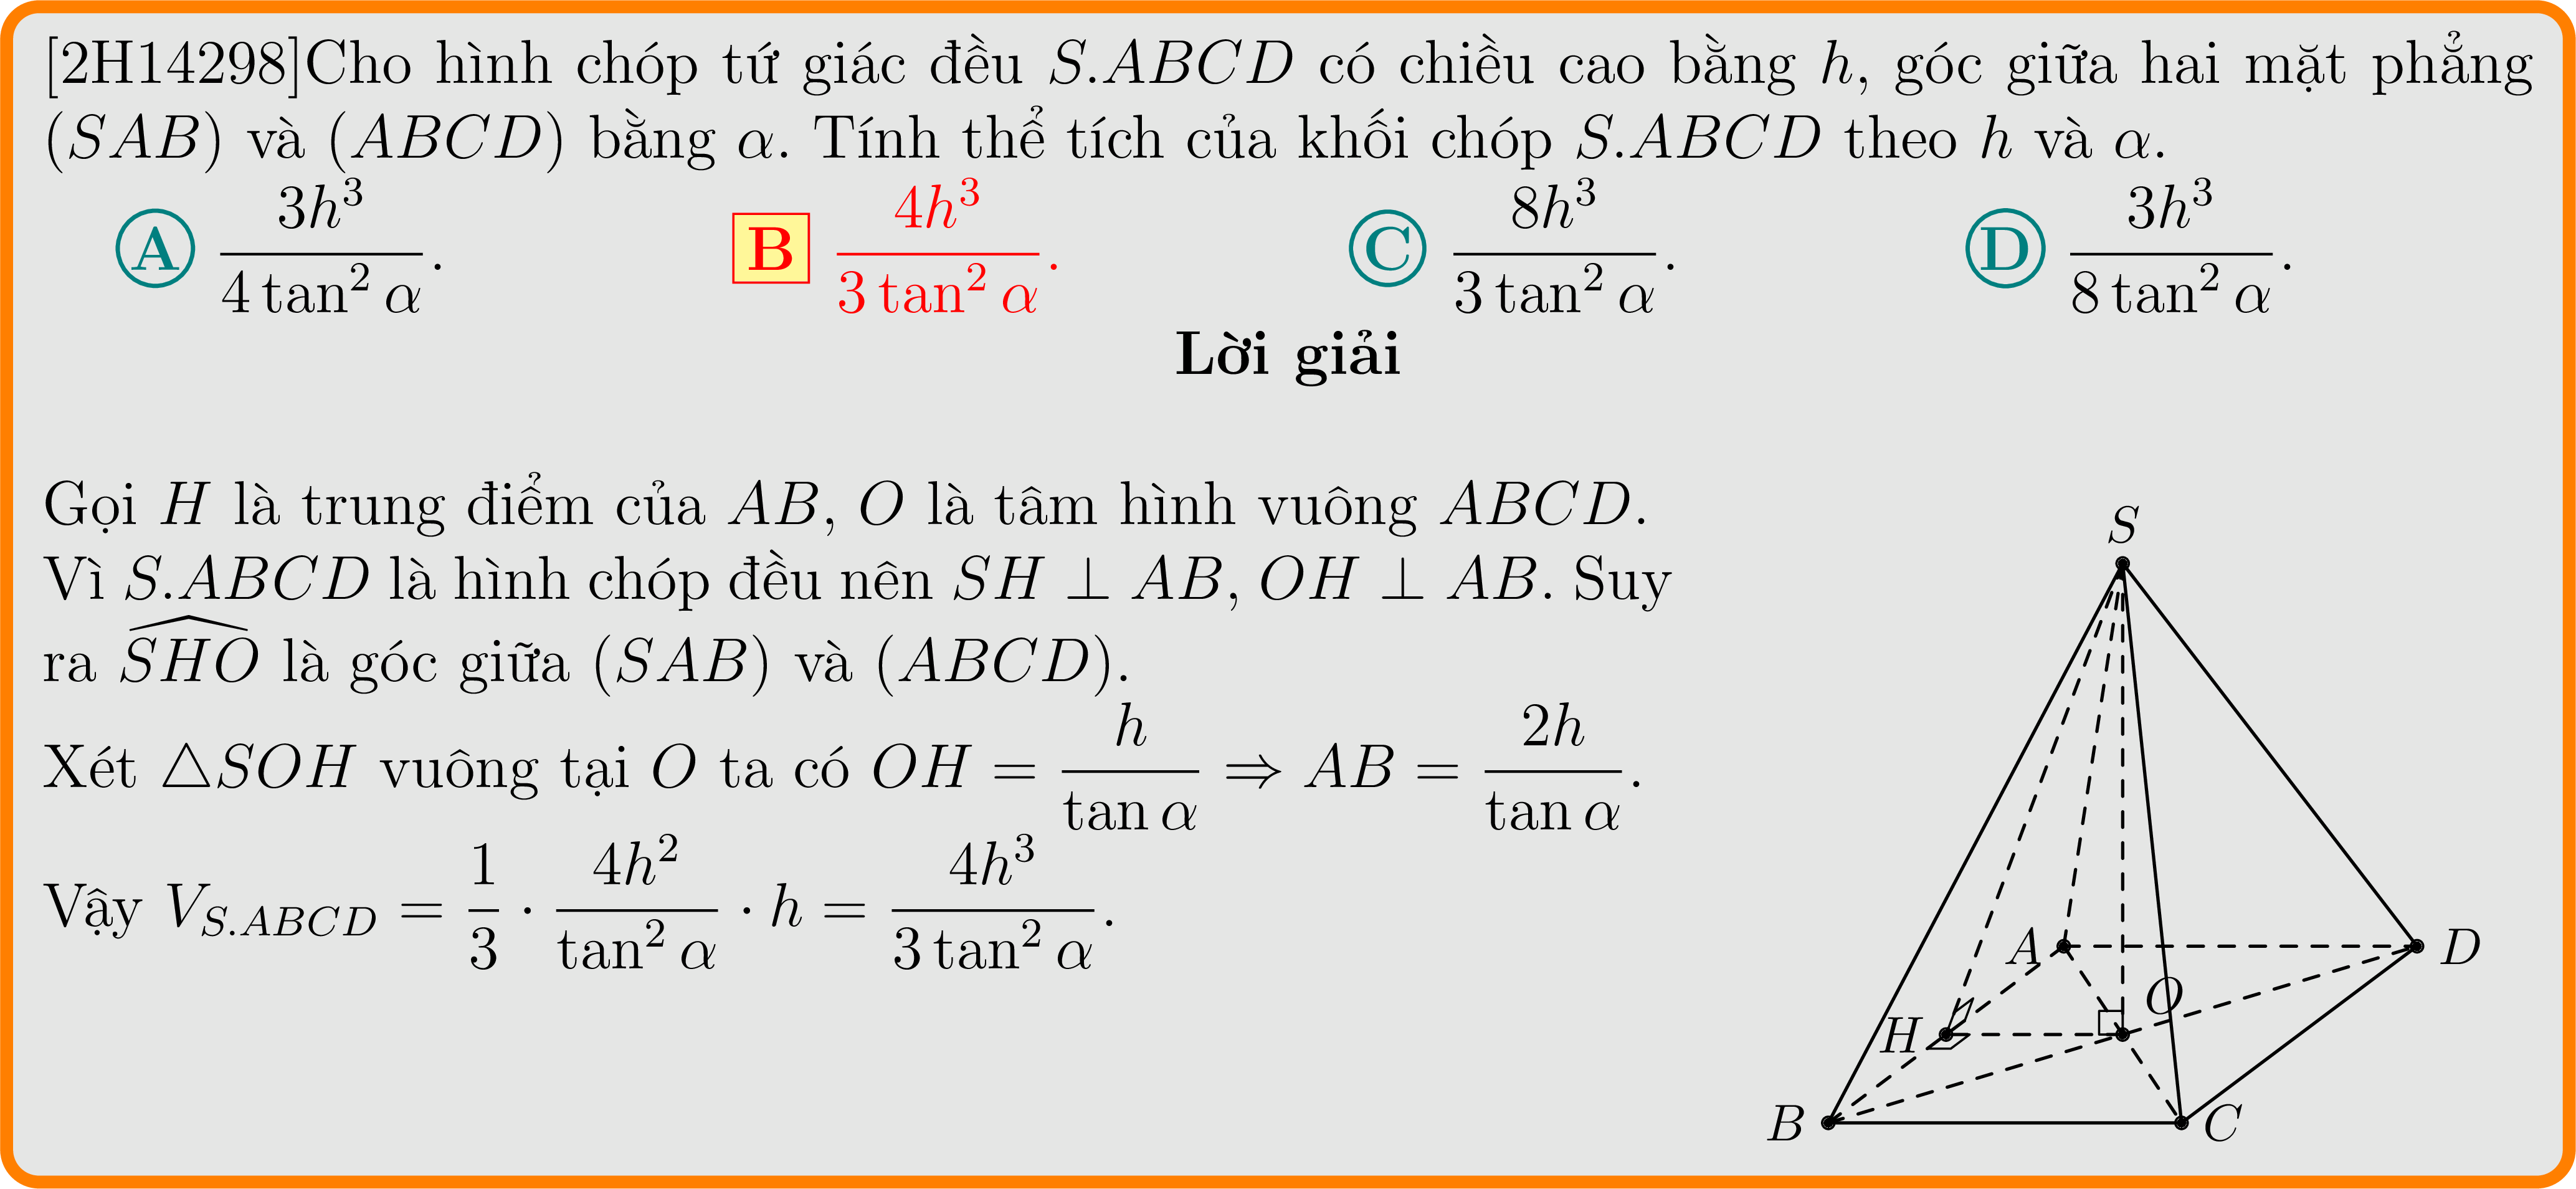 [2H14298]Cho hình chóp tứ giác đều S.ABCD có chiều cao bằng h, góc giữa hai mặt phẳng
(SAB) và (ABCD) bằng α. Tính thể tích của khối chóp S.ABCD theo h và α.
A $\frac{3h^3}{4\tan^2\alpha}$. B $\frac{4h^3}{3\tan^2\alpha}$. C $\frac{8h^3}{3\tan^2\alpha}$. D $\frac{3h^3}{8\tan^2\alpha}$.
Lời giải
Gọi H là trung điểm của AB, O là tâm hình vuông ABCD.
Vì S.ABCD là hình chóp đều nên SH ⊥ AB, OH ⊥ AB. Suy
ra $\widehat{SHO}$ là góc giữa (SAB) và (ABCD).
Xét △SOH vuông tại O ta có $OH = \frac{h}{\tan\alpha} \Rightarrow AB = \frac{2h}{\tan\alpha}$.
Vậy $V_{S.ABCD} = \frac{1}{3} \cdot \frac{4h^2}{\tan^2\alpha} \cdot h = \frac{4h^3}{3\tan^2\alpha}$.
S
A
D
O
H
B
C